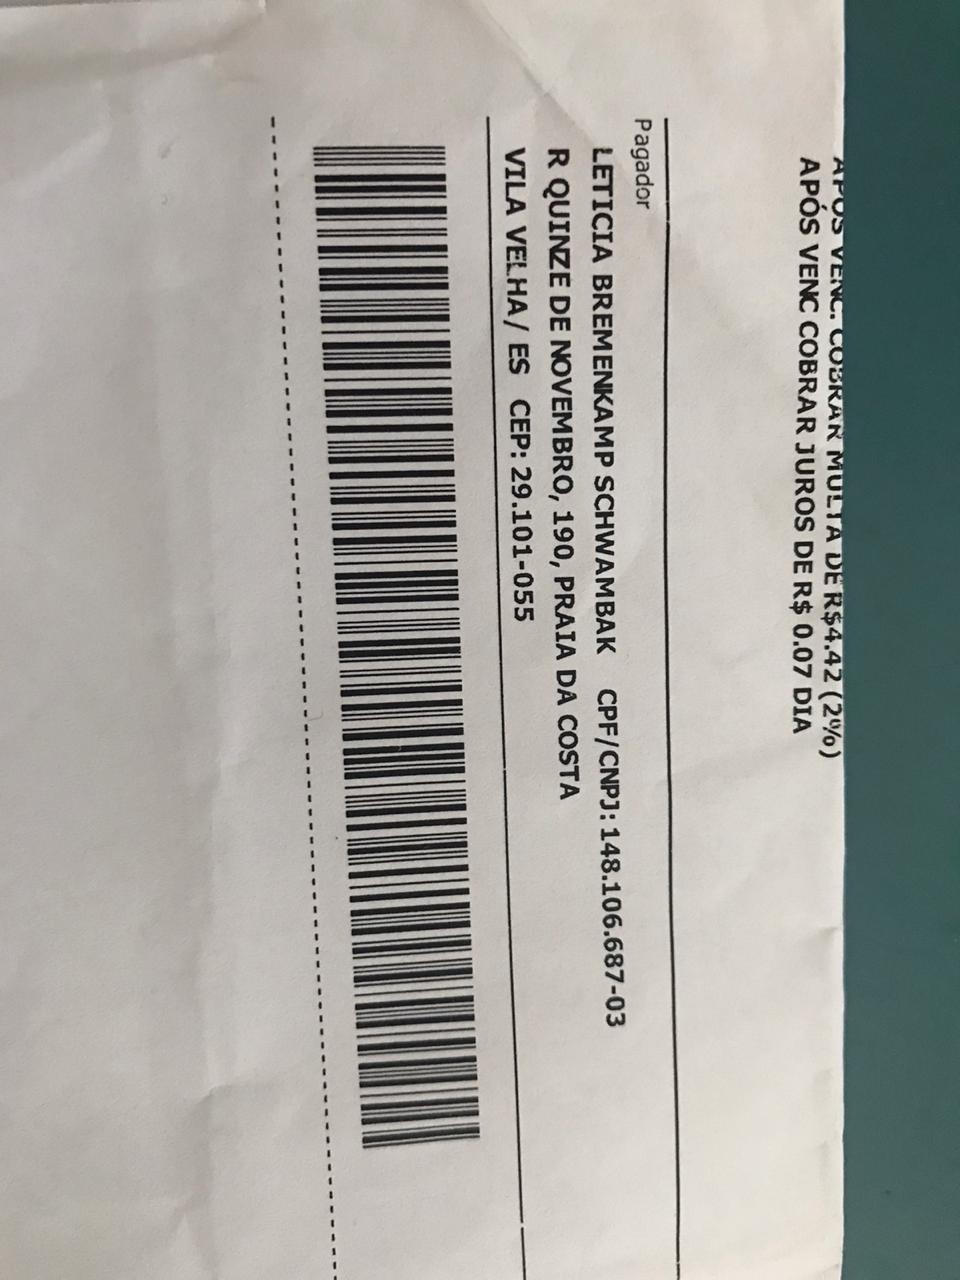 APÓS VENC. COBRAR MULTA DE R$4.42 (2%)
APÓS VENC COBRAR JUROS DE R$ 0.07 DIA
Pagador
LETICIA BREMENKAMP SCHWAMBAK CPF/CNPJ: 148.106.687-03
R QUINZE DE NOVEMBRO, 190, PRAIA DA COSTA
VILA VELHA/ ES CEP: 29.101-055